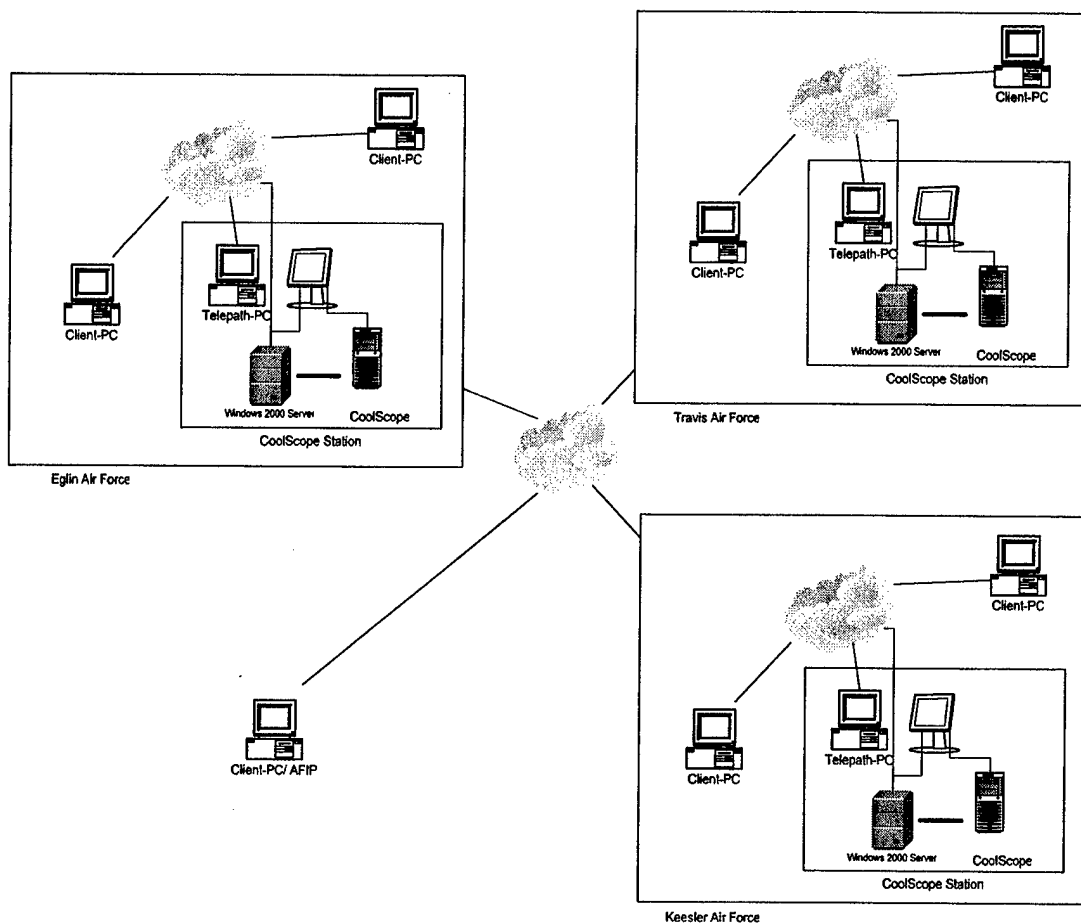 Client-PC
Client-PC
Telepath-PC
Windows 2000 Server
CoolScope
CoolScope Station
Eglin Air Force
Client-PC
Client-PC
Telepath-PC
Windows 2000 Server
CoolScope
CoolScope Station
Travis Air Force
Client-PC/ AFIP
Client-PC
Client-PC
Telepath-PC
Windows 2000 Server
CoolScope
CoolScope Station
Keesler Air Force